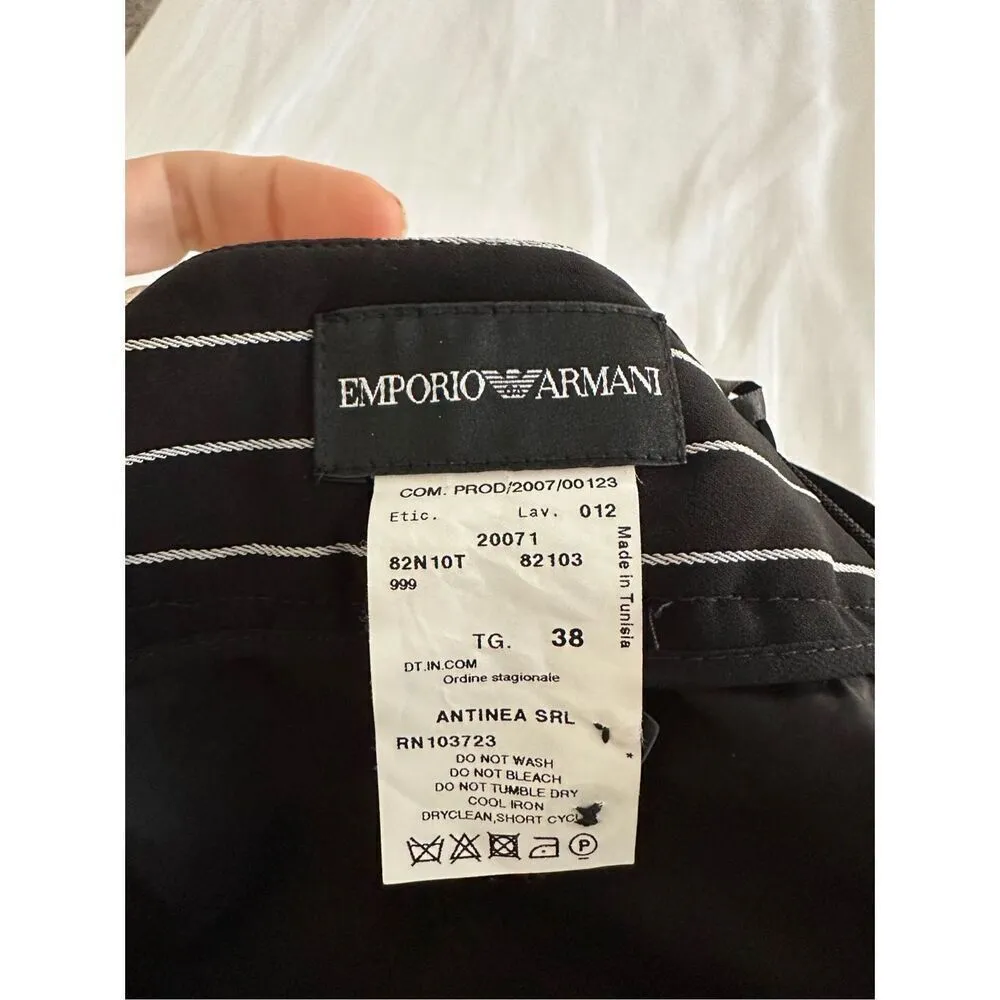 EMPORIO ARMANI
COM. PROD/2007/00123
Etic. Lav. 012
20071
82N10T 82103
999
Made in Tunisia
TG. 38
DT.IN.COM
Ordine stagionale
ANTINEA SRL
RN103723
DO NOT WASH
DO NOT BLEACH
DO NOT TUMBLE DRY
COOL IRON
DRYCLEAN,SHORT
P